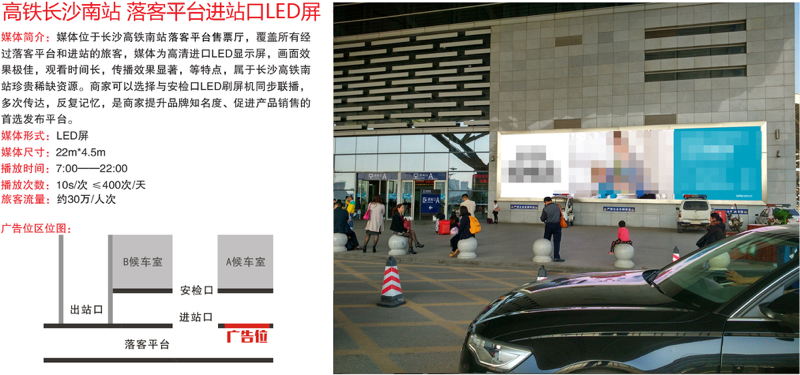 高铁长沙南站 落客平台进站口LED屏
媒体简介：媒体位于长沙高铁南站落客平台售票厅，覆盖所有经
过落客平台和进站的旅客，媒体为高清进口LED显示屏，画面效
果极佳，观看时间长，传播效果显著，等特点，属于长沙高铁南
站珍贵稀缺资源。商家可以选择与安检口LED刷屏机同步联播，
多次传达，反复记忆，是商家提升品牌知名度、促进产品销售的
首选发布平台。
媒体形式：LED屏
媒体尺寸：22m*4.5m
播放时间：7:00——22:00
播放次数：10s/次 ≤400次/天
旅客流量：约30万/人次
广告位区位图：
B候车室
A候车室
安检口
出站口
进站口
广告位
落客平台